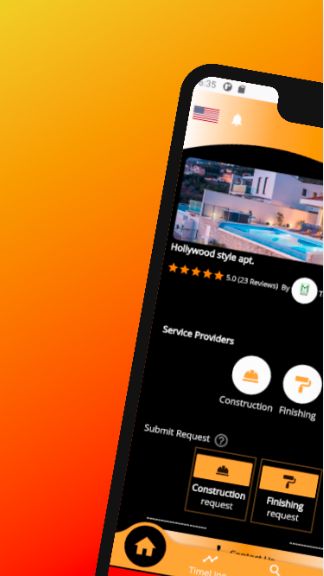 :35
Hollywood style apt.
5.0 (23 Reviews) By
Service Providers
Construction Finishing
Submit Request ?
Construction
request
Finishing
request
Contact Us
TimeLine